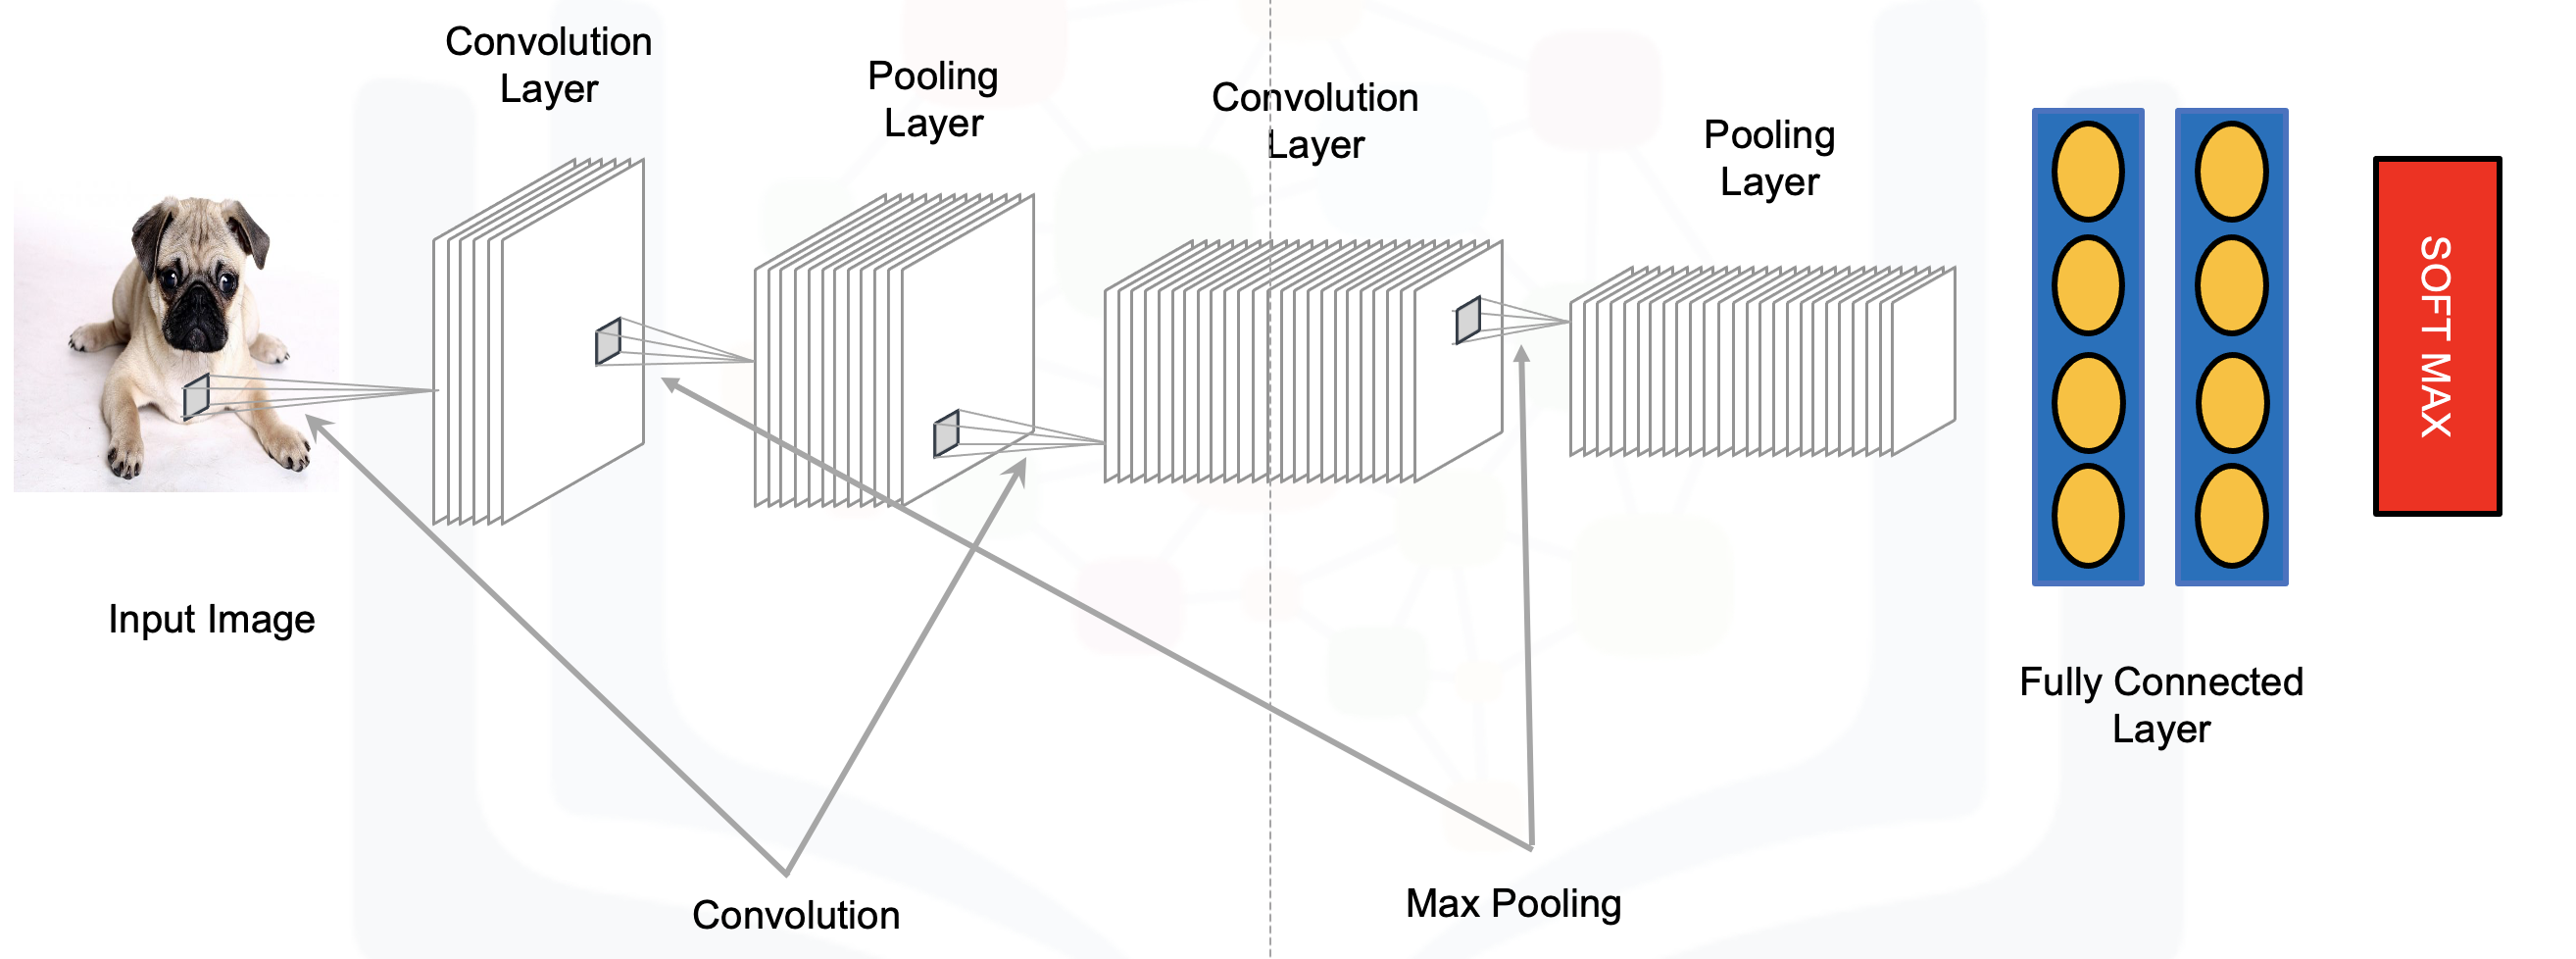 Convolution
Layer
Pooling
Layer
Convolution
Layer
Pooling
Layer
SOFT MAX
Input Image
Fully Connected
Layer
Convolution
Max Pooling